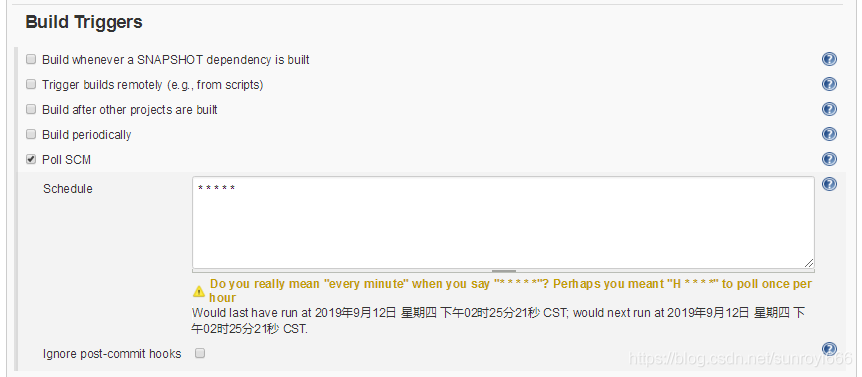 Build Triggers
Build whenever a SNAPSHOT dependency is built
Trigger builds remotely (e.g., from scripts)
Build after other projects are built
Build periodically
Poll SCM
Schedule
* * * * *
Do you really mean "every minute" when you say "* * * * *"? Perhaps you meant "H * * * *" to poll once per
hour
Would last have run at 2019年9月12日 星期四 下午02时25分21秒 CST; would next run at 2019年9月12日 星期四 下
午02时25分21秒 CST.
Ignore post-commit hooks